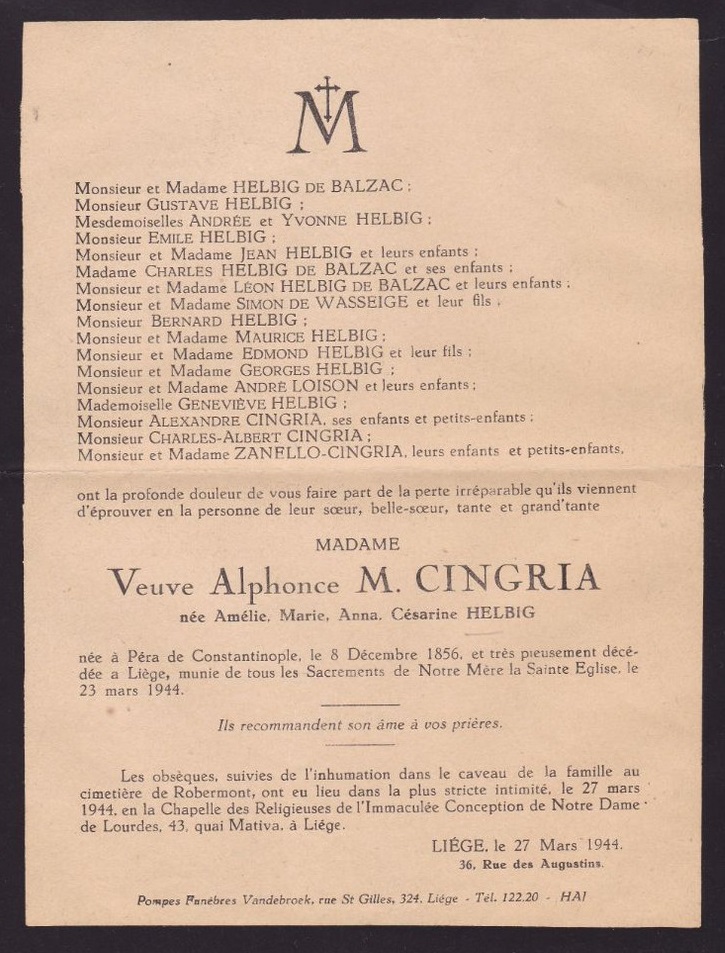 M
Monsieur et Madame HELBIG DE BALZAC ;
Monsieur GUSTAVE HELBIG ;
Mesdemoiselles ANDRÉE et YVONNE HELBIG ;
Monsieur EMILE HELBIG ;
Monsieur et Madame JEAN HELBIG et leurs enfants ;
Madame CHARLES HELBIG DE BALZAC et ses enfants ;
Monsieur et Madame LÉON HELBIG DE BALZAC et leurs enfants ;
Monsieur et Madame SIMON DE WASSEIGE et leur fils ;
Monsieur BERNARD HELBIG ;
Monsieur et Madame MAURICE HELBIG ;
Monsieur et Madame EDMOND HELBIG et leur fils ;
Monsieur et Madame GEORGES HELBIG ;
Monsieur et Madame ANDRÉ LOISON et leurs enfants ;
Mademoiselle GENEVIÈVE HELBIG ;
Monsieur ALEXANDRE CINGRIA, ses enfants et petits-enfants ;
Monsieur CHARLES-ALBERT CINGRIA ;
Monsieur et Madame ZANELLO-CINGRIA, leurs enfants et petits-enfants,
ont la profonde douleur de vous faire part de la perte irréparable qu'ils viennent
d'éprouver en la personne de leur sœur, belle-sœur, tante et grand'tante
MADAME
Veuve Alphonce M. CINGRIA
née Amélie, Marie, Anna, Césarine HELBIG
née à Péra de Constantinople, le 8 Décembre 1856, et très pieusement décé-
dée a Liège, munie de tous les Sacrements de Notre Mère la Sainte Eglise, le
23 mars 1944.
Ils recommandent son âme à vos prières.
Les obsèques, suivies de l'inhumation dans le caveau de la famille au
cimetière de Robermont, ont eu lieu dans la plus stricte intimité, le 27 mars
1944, en la Chapelle des Religieuses de l'Immaculée Conception de Notre Dame
de Lourdes, 43, quai Mativa, à Liége.
LIÉGE, le 27 Mars 1944.
36, Rue des Augustins.
Pompes Funèbres Vandebroek, rue St Gilles, 324, Liége - Tél. 122.20 - HAI